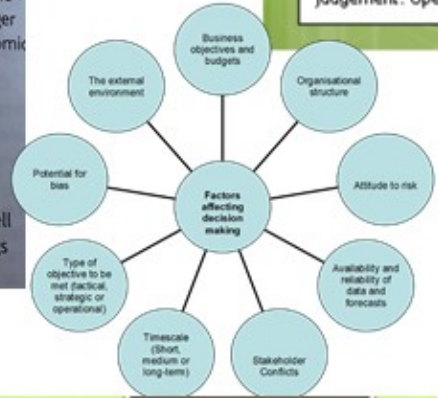 ger
omic
ll
gs
judgement. Ope
Business
objectives and
budgets
The external
environment
Organisational
structure
Potential for
bias
Factors
affecting
decision
making
Attitude to risk
Type of
objective to be
met (tactical,
strategic or
operational)
Availability and
reliability of
data and
forecasts
Timescale
(Short,
medium or
long-term)
Stakeholder
Conflicts